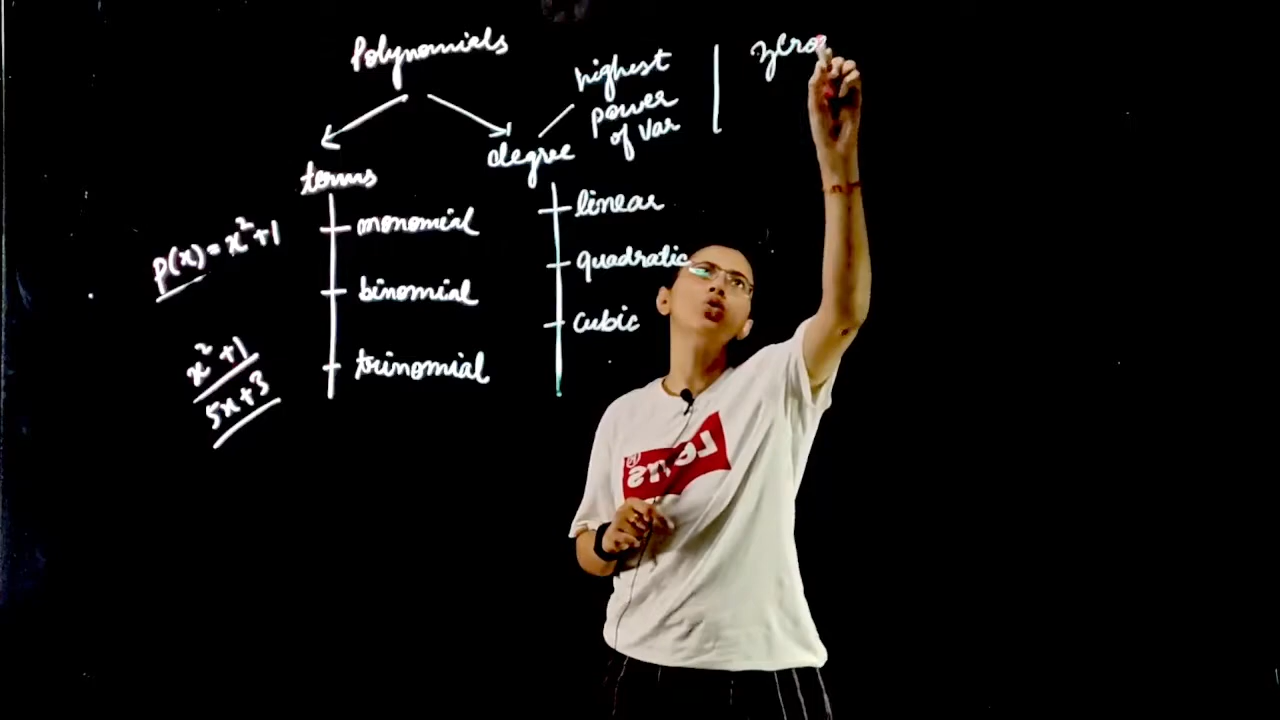 Polynomials
highest
power
of var
degree
zero
terms
P(x) = x² + 1
monomial
binomial
trinomial
linear
quadratic
cubic
x² + 1
5x + 3